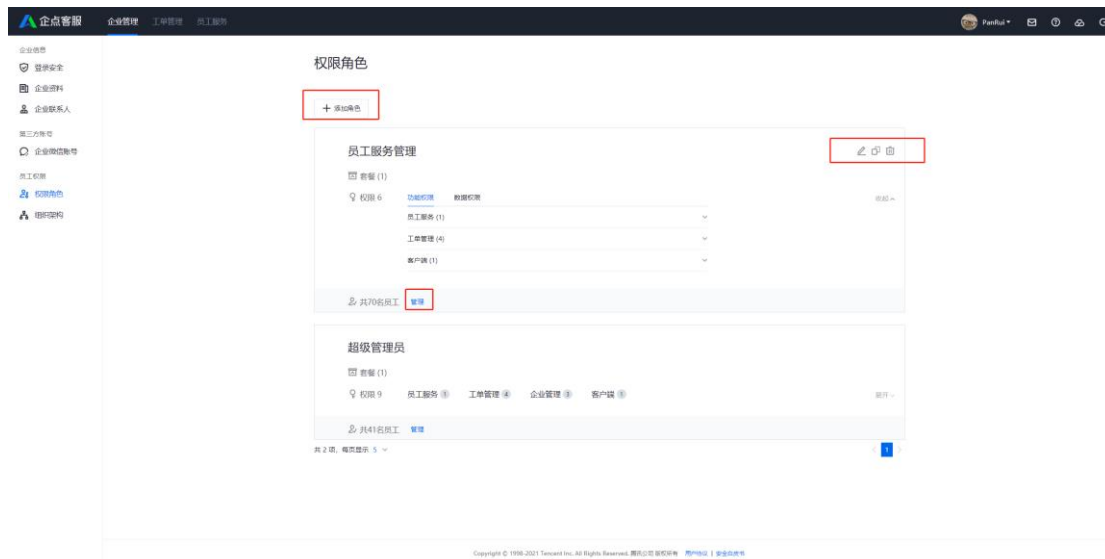 企点客服 企业管理 工单管理 员工服务 PanRui
企业信息
登录安全
企业资料
企业联系人
第三方账号
企业微信账号
员工权限
权限角色
组织架构
权限角色
添加角色
员工服务管理
套餐 (1)
权限 6 功能权限 数据权限 收起
员工服务 (1)
工单管理 (4)
客户端 (1)
共70名员工 管理
超级管理员
套餐 (1)
权限 9 员工服务 1 工单管理 4 企业管理 3 客户端 1 展开
共41名员工 管理
共 2 项, 每页显示 5 1
Copyright © 1998-2021 Tencent Inc. All Rights Reserved. 腾讯公司 版权所有 用户协议 | 安全白皮书